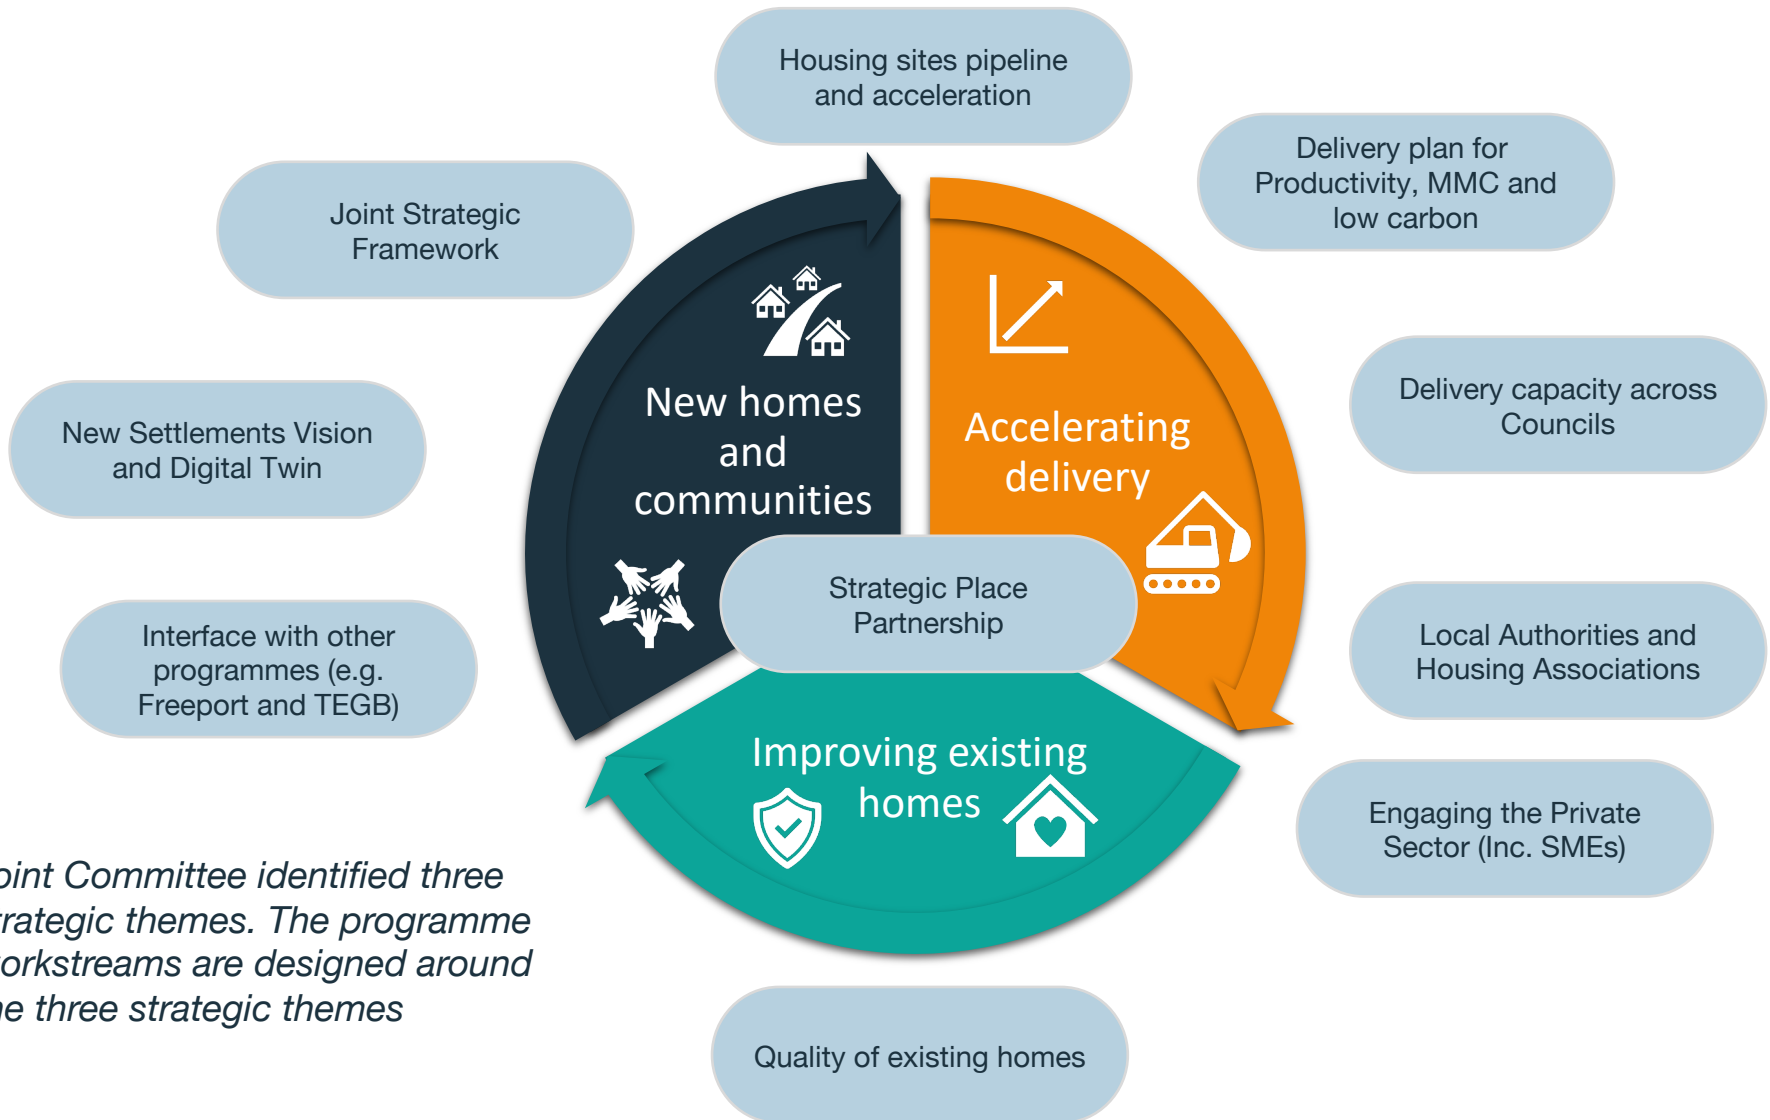 Housing sites pipeline
and acceleration
Delivery plan for
Productivity, MMC and
low carbon
Joint Strategic
Framework
New homes
and
communities
Accelerating
delivery
Delivery capacity across
Councils
New Settlements Vision
and Digital Twin
Strategic Place
Partnership
Interface with other
programmes (e.g.
Freeport and TEGB)
Local Authorities and
Housing Associations
Improving existing
homes
Engaging the Private
Sector (Inc. SMEs)
oint Committee identified three
trategic themes. The programme
orkstreams are designed around
he three strategic themes
Quality of existing homes